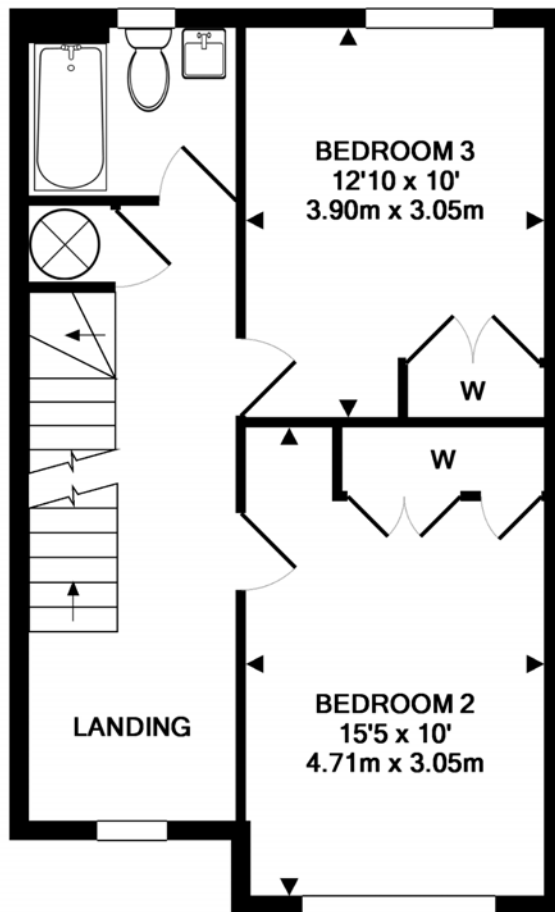 BEDROOM 3
12'10 x 10'
3.90m x 3.05m
W
W
BEDROOM 2
15'5 x 10'
4.71m x 3.05m
LANDING